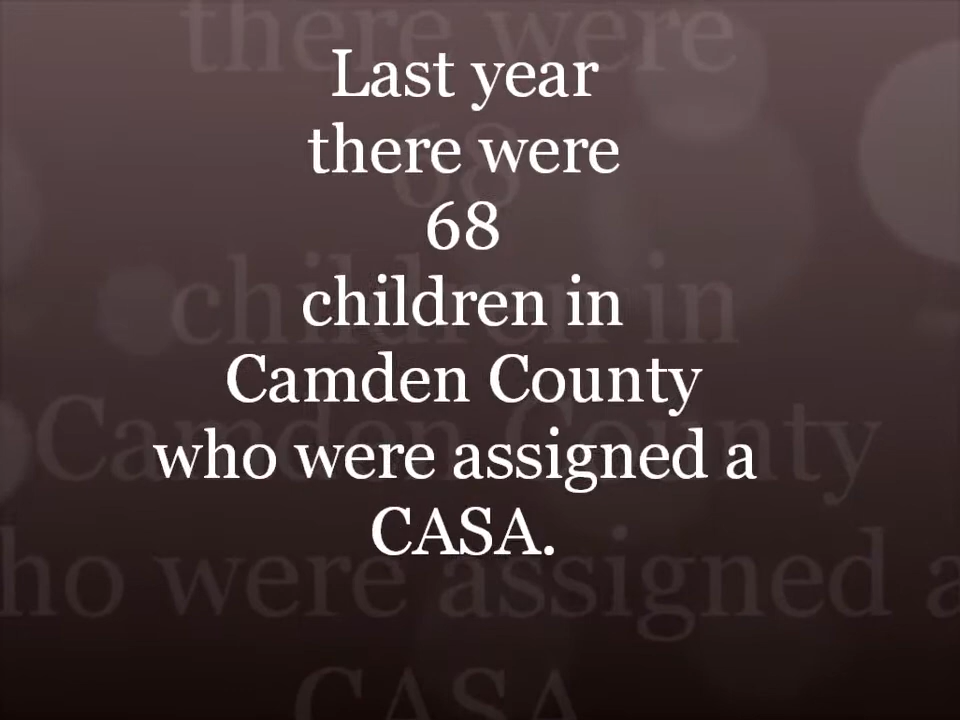 Last year
there were
68
children in
Camden County
who were assigned a
CASA.